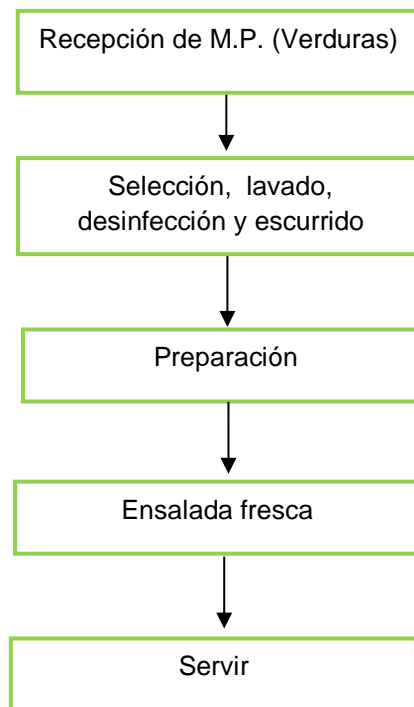 Recepción de M.P. (Verduras)
Selección, lavado,
desinfección y escurrido
Preparación
Ensalada fresca
Servir